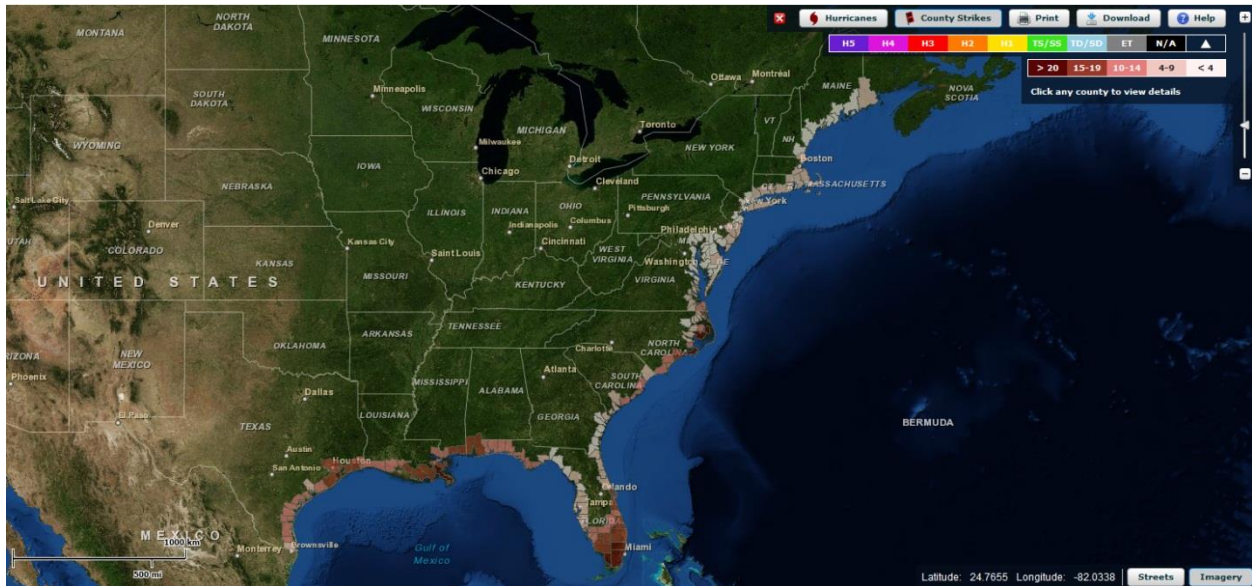 Hurricanes County Strikes Print Download Help
H5 H4 H3 H2 H1 TS/SS TD/SD ET N/A
> 20 15-19 10-14 4-9 < 4
Click any county to view details
NORTH DAKOTA
MONTANA
MINNESOTA
Ottawa
Montréal
MAINE
NOVA SCOTIA
SOUTH DAKOTA
Minneapolis
WISCONSIN
MICHIGAN
Toronto
VT
NH
WYOMING
Milwaukee
NEW YORK
Boston
IOWA
Detroit
Chicago
Cleveland
MASSACHUSETTS
CT
NEBRASKA
PENNSYLVANIA
New York
Salt Lake City
ILLINOIS
INDIANA
OHIO
Pittsburgh
Denver
Indianapolis
Columbus
Philadelphia
UTAH
COLORADO
Kansas City
Saint Louis
Cincinnati
WEST VIRGINIA
Washington
DE
KANSAS
MISSOURI
VIRGINIA
UNITED STATES
KENTUCKY
TENNESSEE
OKLAHOMA
ARKANSAS
Charlotte
NORTH CAROLINA
ARIZONA
NEW MEXICO
Phoenix
Atlanta
SOUTH CAROLINA
MISSISSIPPI
ALABAMA
Dallas
GEORGIA
El Paso
LOUISIANA
BERMUDA
TEXAS
Austin
San Antonio
Houston
Orlando
Tampa
FLORIDA
MEXICO
1000 km
Monterrey
Brownsville
Gulf of Mexico
Miami
500 mi
Latitude: 24.7655 Longitude: -82.0338 Streets Imagery